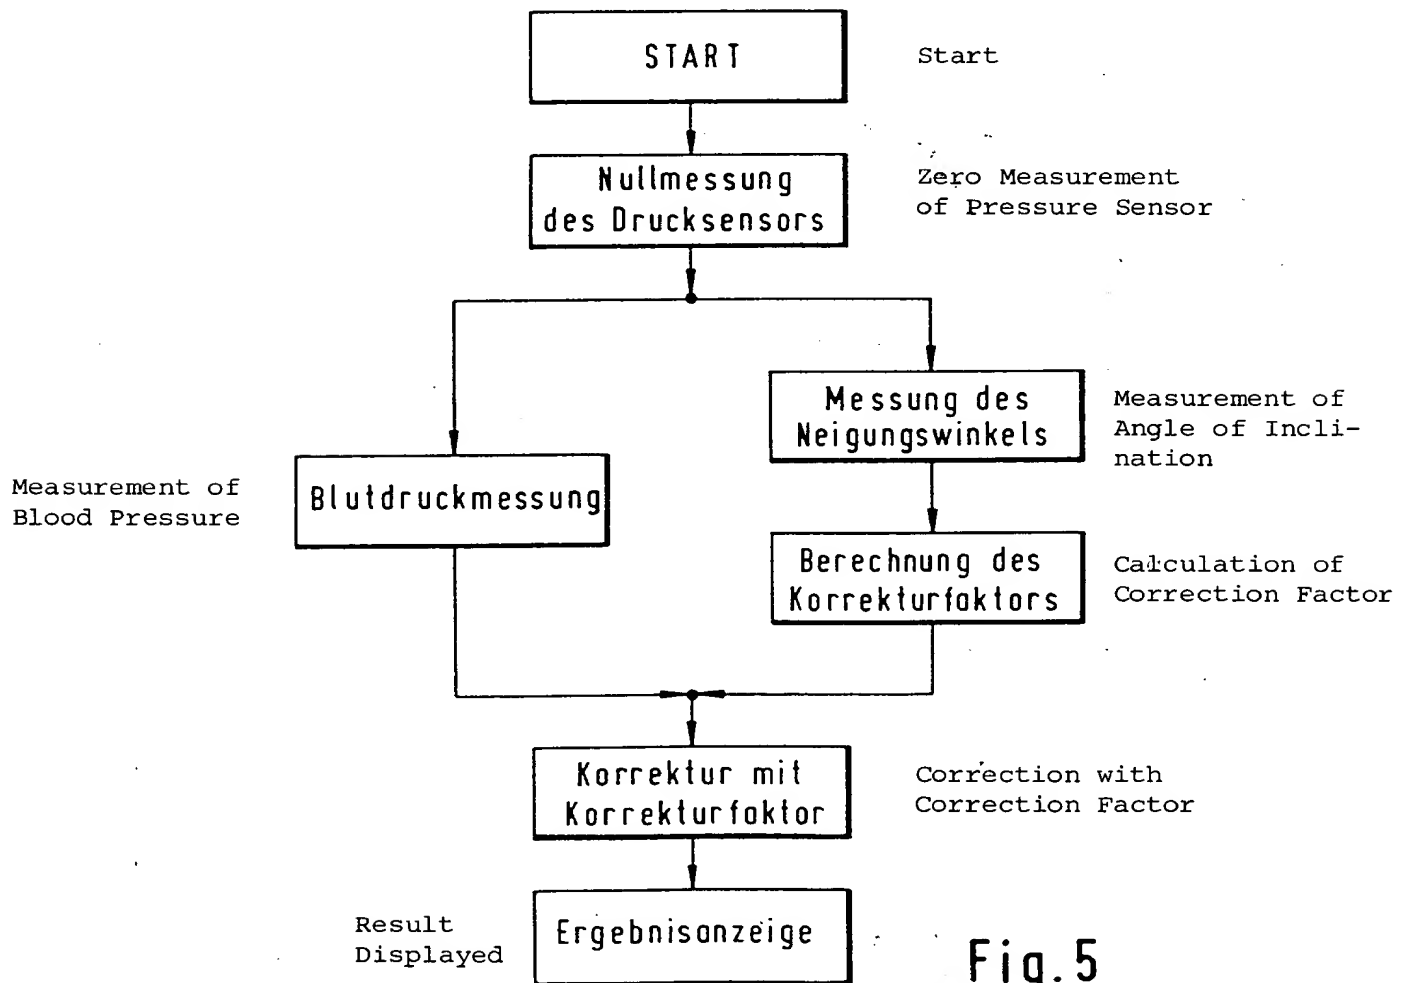 START
Start
Nullmessung
des Drucksensors
Zero Measurement
of Pressure Sensor
Messung des
Neigungswinkels
Measurement of
Angle of Incli-
nation
Measurement of
Blood Pressure
Blutdruckmessung
Berechnung des
Korrekturfaktors
Calculation of
Correction Factor
Korrektur mit
Korrekturfaktor
Correction with
Correction Factor
Result
Displayed
Ergebnisanzeige
Fig. 5